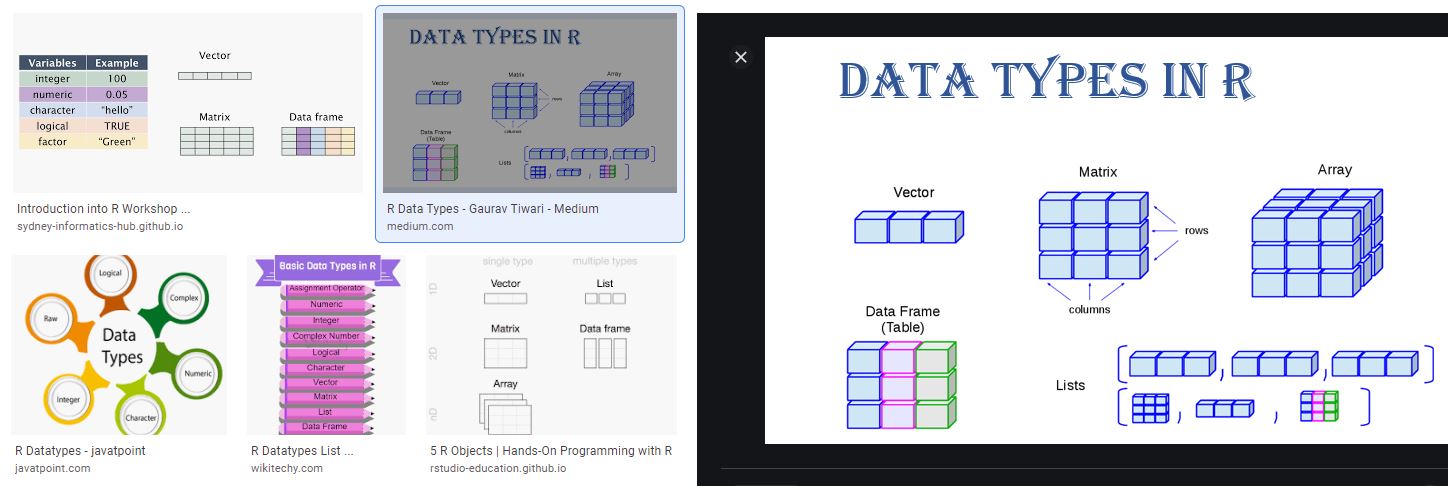 Variables Example
integer 100
numeric 0.05
character "hello"
logical TRUE
factor "Green"
Vector
Matrix
Data frame
Introduction into R Workshop ...
sydney-informatics-hub.github.io
DATA TYPES IN R
Vector
Matrix
Array
rows
columns
Data Frame
(Table)
Lists
R Data Types - Gaurav Tiwari - Medium
medium.com
Logical
Complex
Raw
Data
Types
Numeric
Integer
Character
R Datatypes - javatpoint
javatpoint.com
Basic Data Types in R
Assignment Operator
Numeric
Integer
Complex Number
Logical
Character
Vector
Matrix
List
Data Frame
R Datatypes List ...
wikitechy.com
single type multiple types
1D
Vector List
2D
Matrix Data frame
nD
Array
5 R Objects | Hands-On Programming with R
rstudio-education.github.io
DATA TYPES IN R
Vector
Matrix
Array
rows
columns
Data Frame
(Table)
Lists